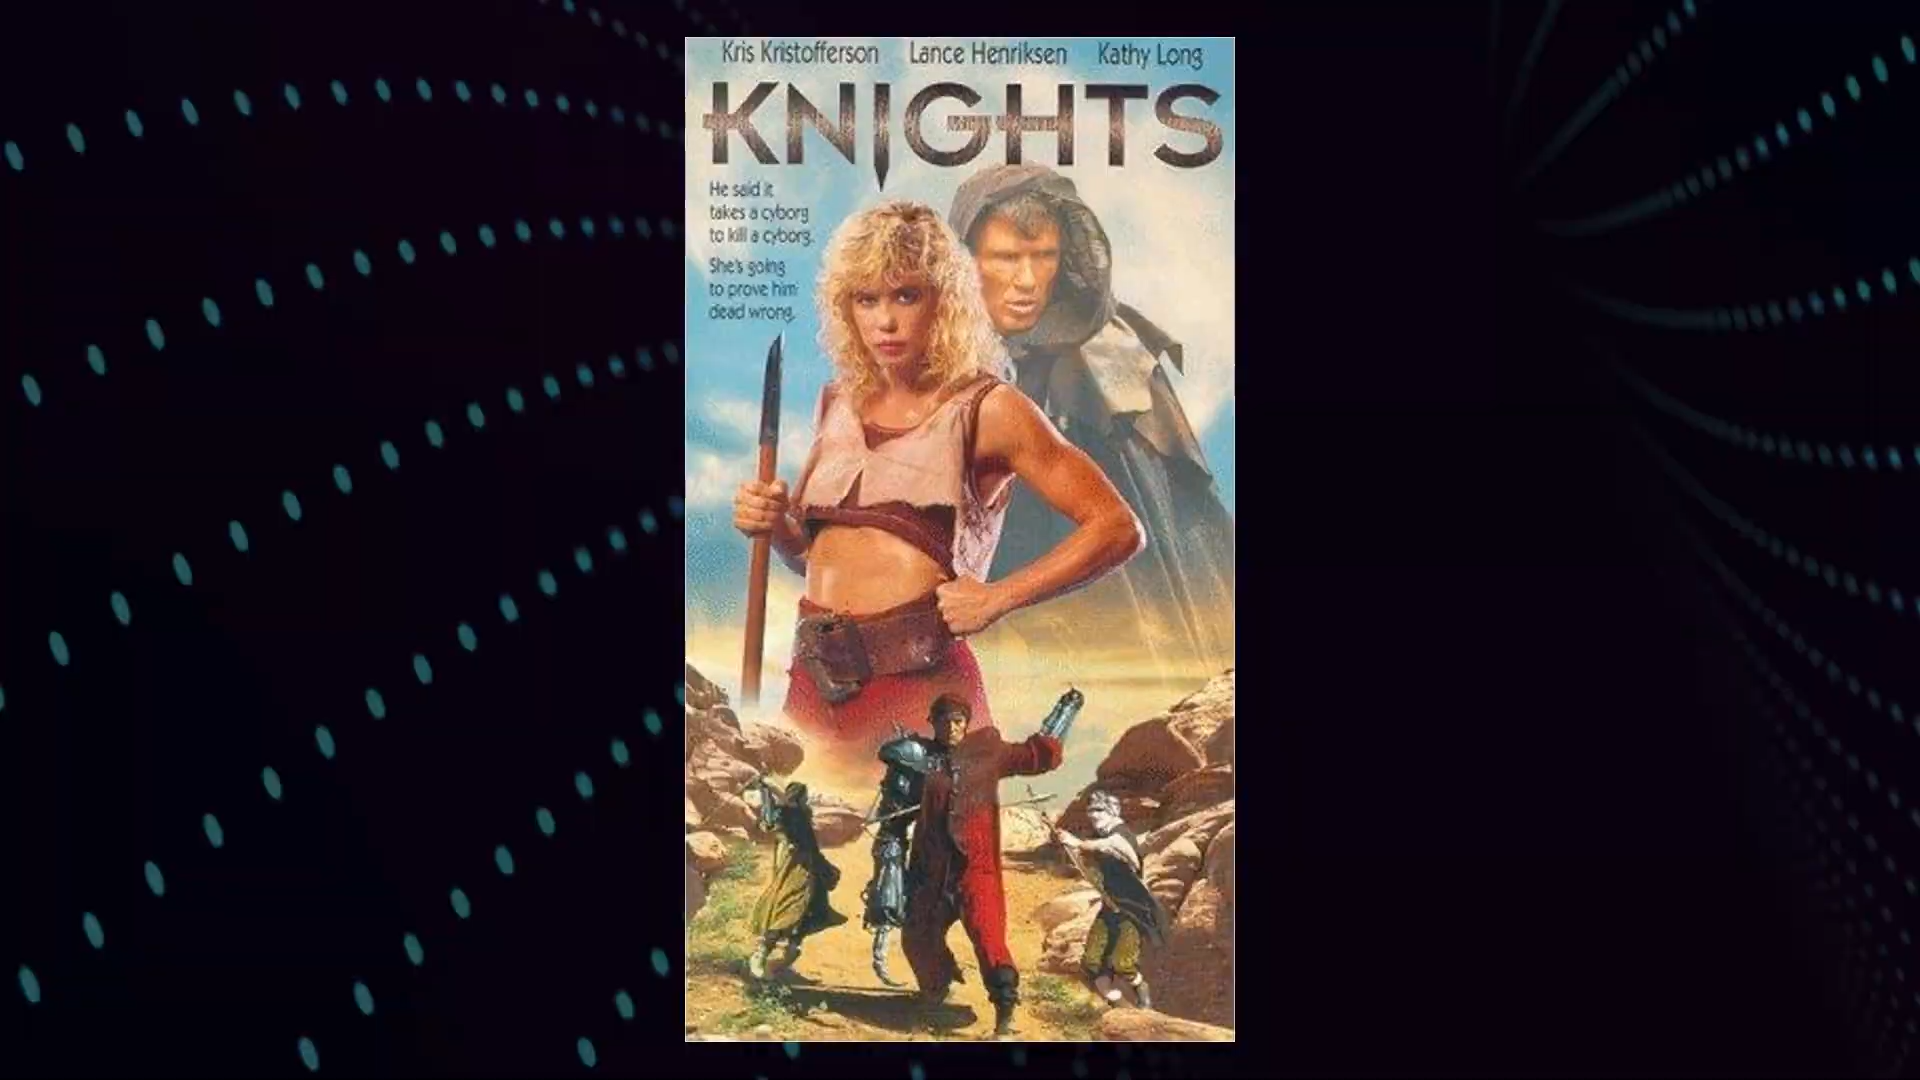 Kris Kristofferson Lance Henriksen Kathy Long
KNIGHTS
He said it
takes a cyborg
to kill a cyborg.
She's going
to prove him
dead wrong.